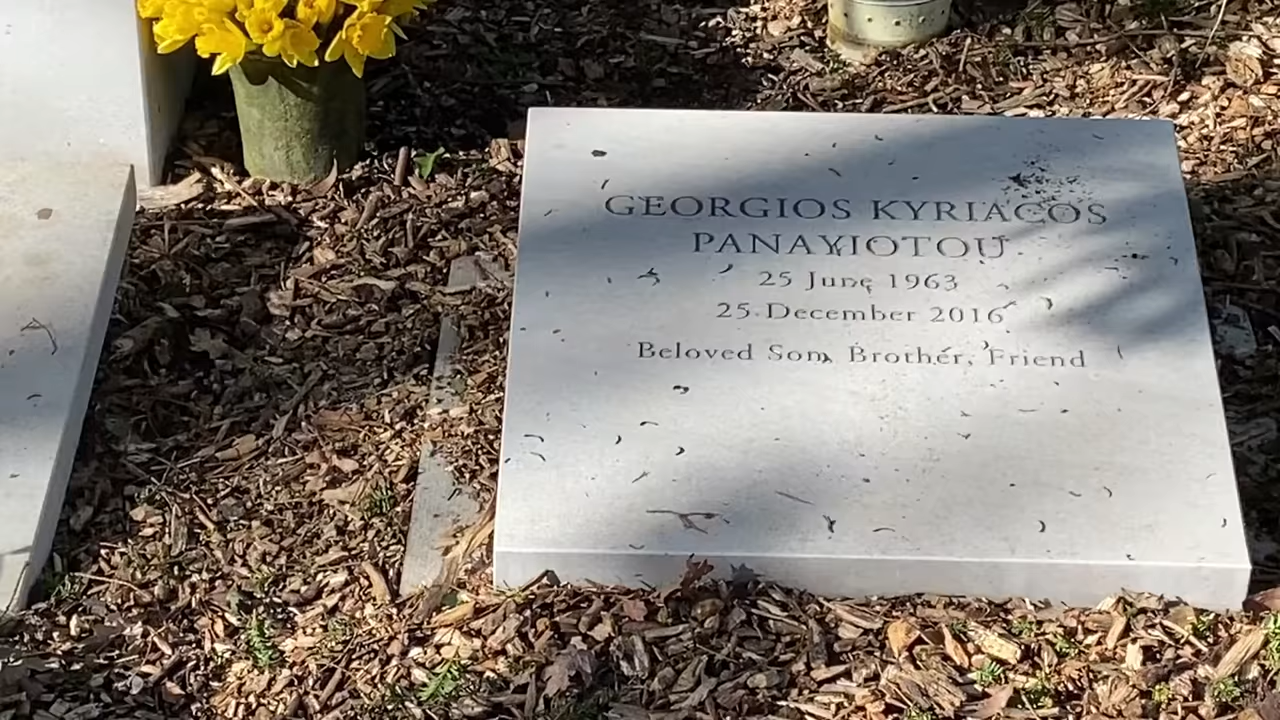 GEORGIOS KYRIACOS
PANAYIOTOU
25 June 1963
25 December 2016
Beloved Son, Brother, Friend